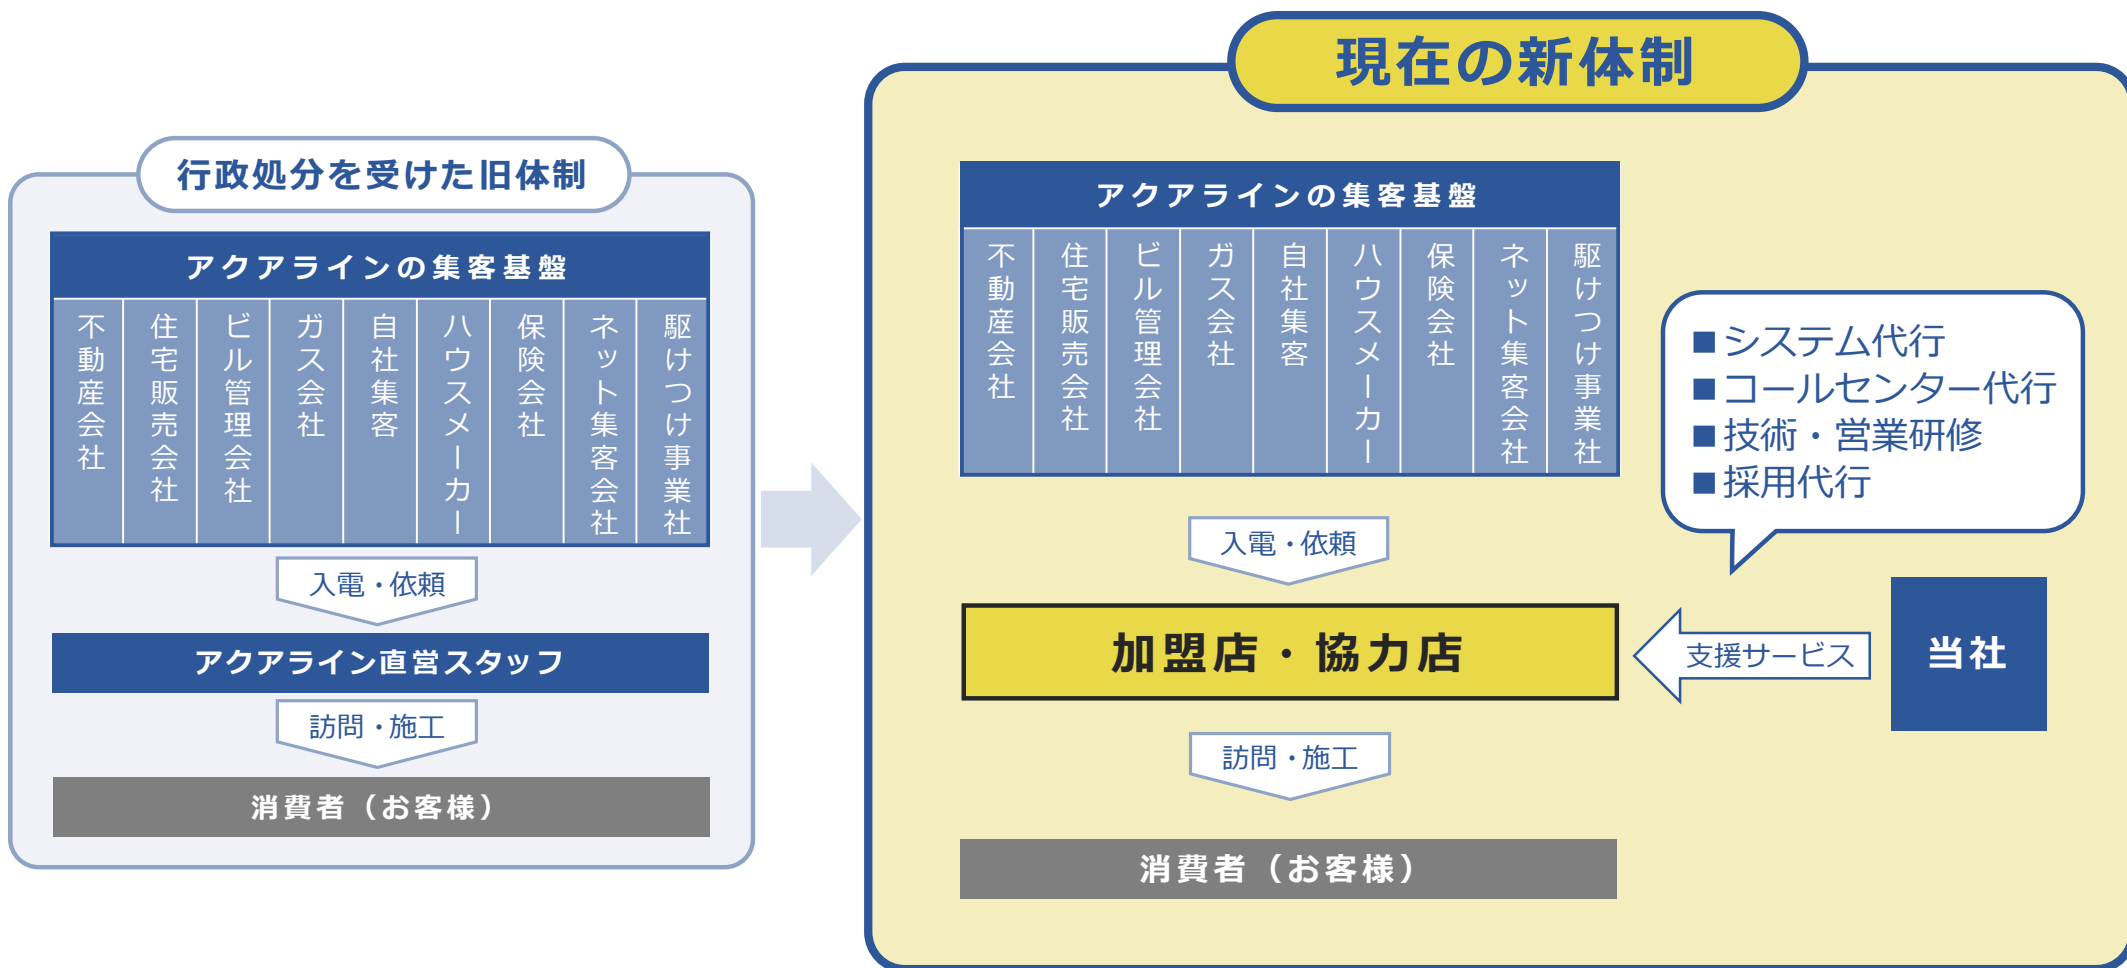 行政処分を受けた旧体制
アクアラインの集客基盤
不動産会社
住宅販売会社
ビル管理会社
ガス会社
自社集客
ハウスメーカー
保険会社
ネット集客会社
駆けつけ事業社
入電・依頼
アクアライン直営スタッフ
訪問・施工
消費者（お客様）
現在の新体制
アクアラインの集客基盤
不動産会社
住宅販売会社
ビル管理会社
ガス会社
自社集客
ハウスメーカー
保険会社
ネット集客会社
駆けつけ事業社
入電・依頼
■システム代行
■コールセンター代行
■技術・営業研修
■採用代行
加盟店・協力店
支援サービス
当社
訪問・施工
消費者（お客様）